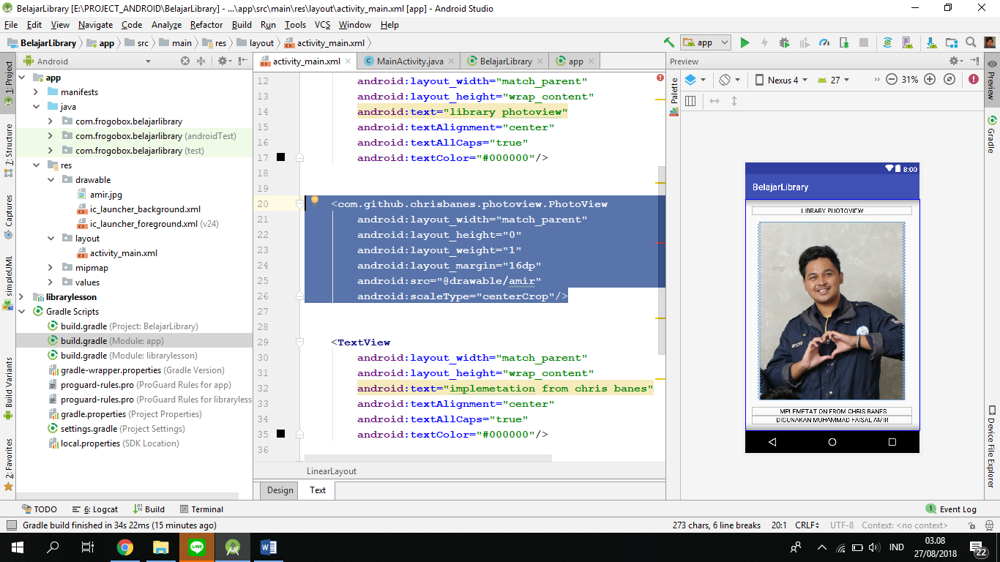 BelajarLibrary [E:\PROJECT_ANDROID\BelajarLibrary] - ...\app\src\main\res\layout\activity_main.xml [app] - Android Studio
File Edit View Navigate Code Analyze Refactor Build Run Tools VCS Window Help
BelajarLibrary app src main res layout activity_main.xml app
Android
activity_main.xml MainActivity.java BelajarLibrary app
Preview
1: Project
7: Structure
Captures
simpleUML
Build Variants
2: Favorites
app
manifests
java
com.frogobox.belajarlibrary
com.frogobox.belajarlibrary (androidTest)
com.frogobox.belajarlibrary (test)
res
drawable
amir.jpg
ic_launcher_background.xml
ic_launcher_foreground.xml (v24)
layout
activity_main.xml
mipmap
values
librarylesson
Gradle Scripts
build.gradle (Project: BelajarLibrary)
build.gradle (Module: app)
build.gradle (Module: librarylesson)
gradle-wrapper.properties (Gradle Version)
proguard-rules.pro (ProGuard Rules for app)
proguard-rules.pro (ProGuard Rules for libraryless
gradle.properties (Project Properties)
settings.gradle (Project Settings)
local.properties (SDK Location)
12 android:layout_width="match_parent"
13 android:layout_height="wrap_content"
14 android:text="library photoview"
15 android:textAlignment="center"
16 android:textAllCaps="true"
17 android:textColor="#000000"/>
18
19
20 <com.github.chrisbanes.photoview.PhotoView
21 android:layout_width="match_parent"
22 android:layout_height="0"
23 android:layout_weight="1"
24 android:layout_margin="16dp"
25 android:src="@drawable/amir"
26 android:scaleType="centerCrop"/>
27
28
29 <TextView
30 android:layout_width="match_parent"
31 android:layout_height="wrap_content"
32 android:text="implemetation from chris banes"
33 android:textAlignment="center"
34 android:textAllCaps="true"
35 android:textColor="#000000"/>
36
LinearLayout
Design Text
Palette
Nexus 4 27 31%
8:00
BelajarLibrary
LIBRARY PHOTOVIEW
IMPLEMETATION FROM CHRIS BANES
DIGUNAKAN MUHAMMAD FAISAL AMIR
Preview
Gradle
Device File Explorer
TODO 6: Logcat Build Terminal Event Log
Gradle build finished in 34s 22ms (15 minutes ago) 273 chars, 6 line breaks 20:1 CRLF UTF-8 Context: <no context>
IND 03.08
27/08/2018 22